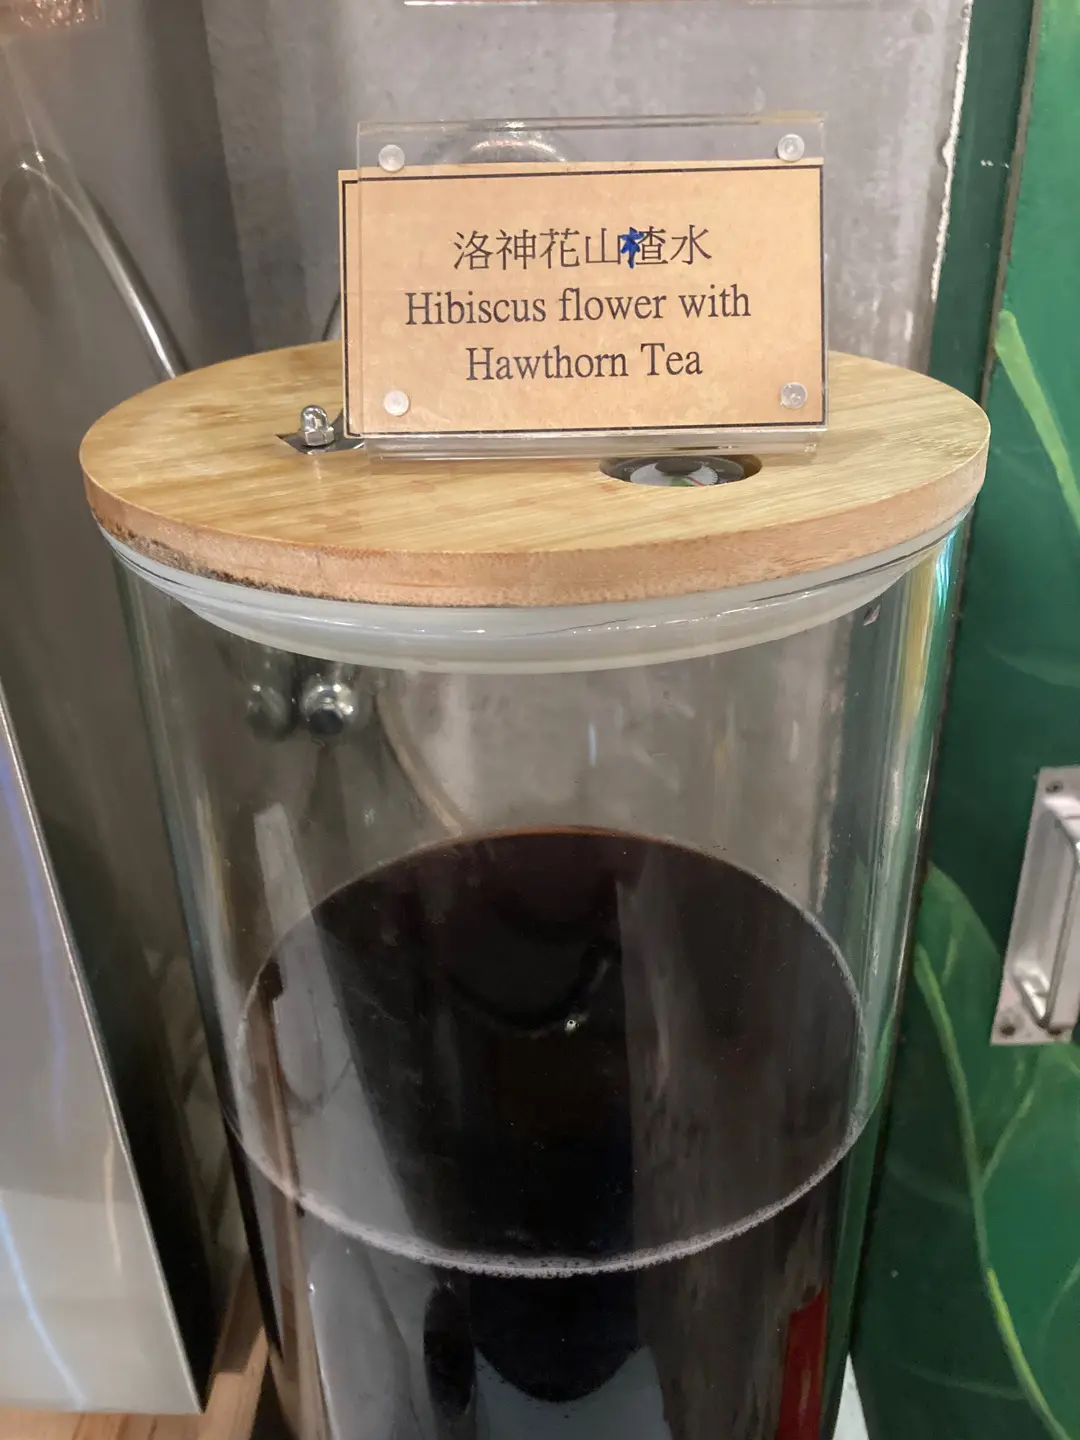 洛神花山楂水
Hibiscus flower with
Hawthorn Tea